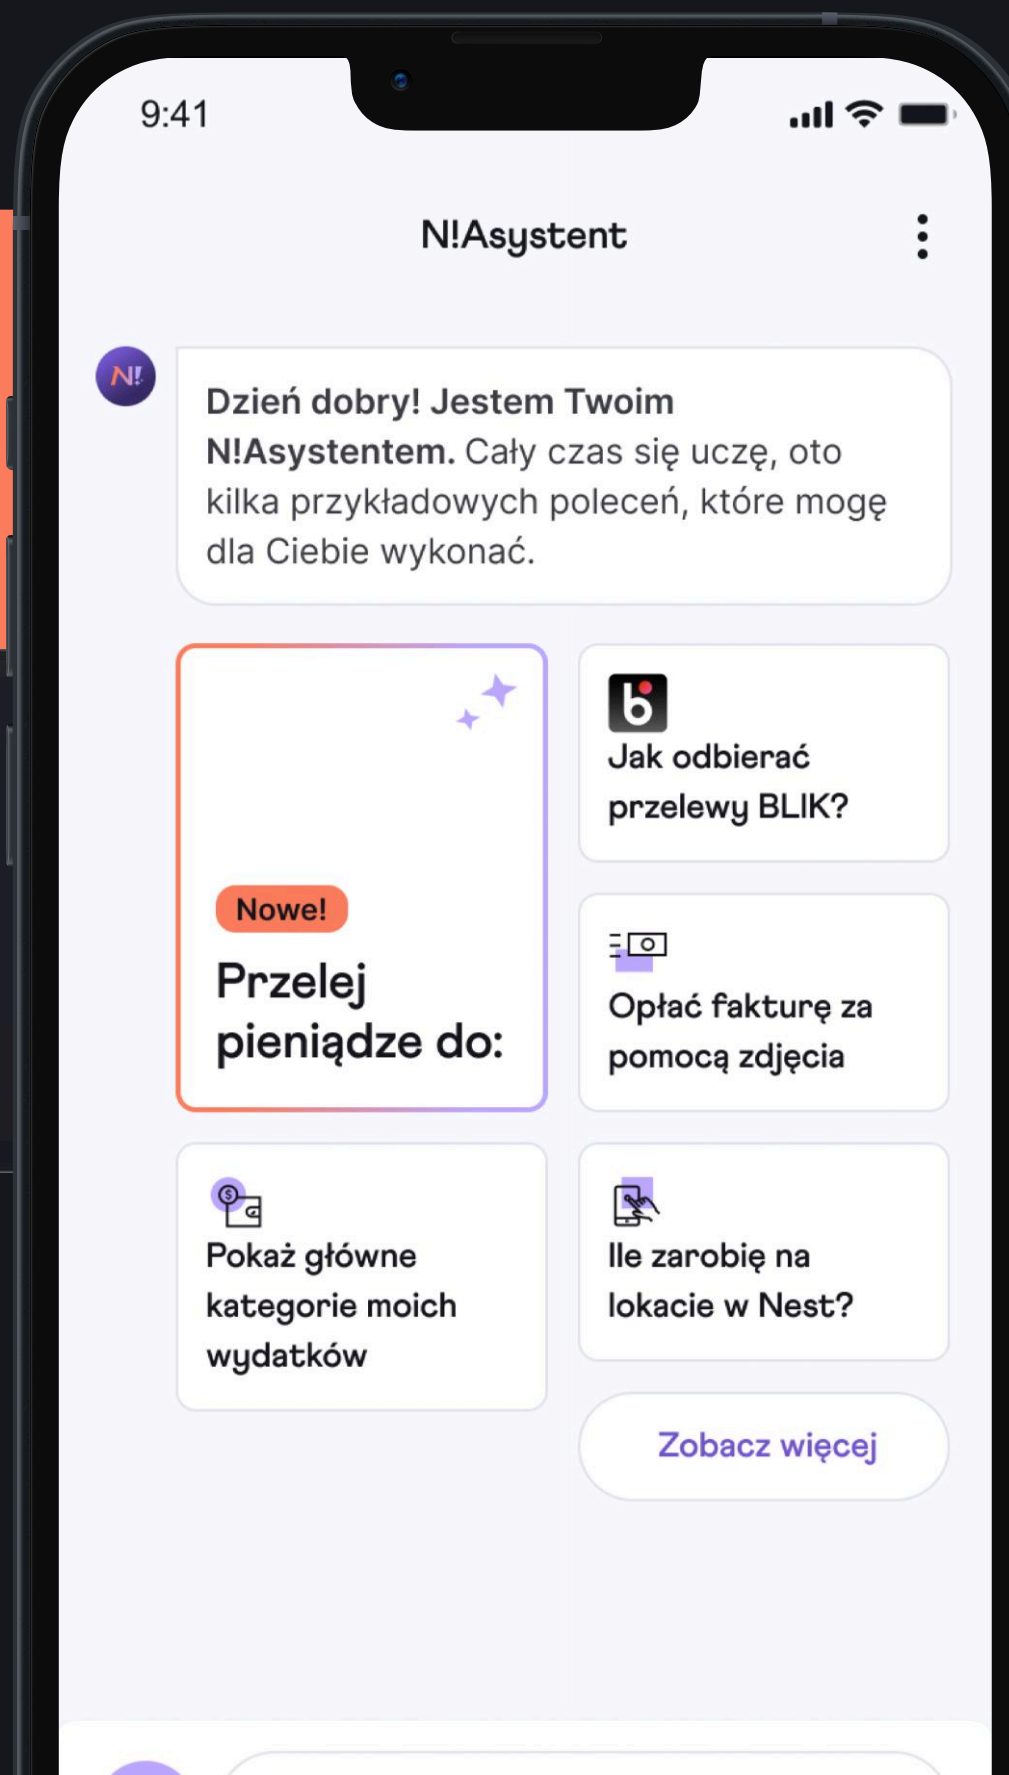 9:41
N!Asystent
N!
Dzień dobry! Jestem Twoim
N!Asystentem. Cały czas się uczę, oto
kilka przykładowych poleceń, które mogę
dla Ciebie wykonać.
Nowe!
Przelej
pieniądze do:
b
Jak odbierać
przelewy BLIK?
Opłać fakturę za
pomocą zdjęcia
Pokaż główne
kategorie moich
wydatków
Ile zarobię na
lokacie w Nest?
Zobacz więcej